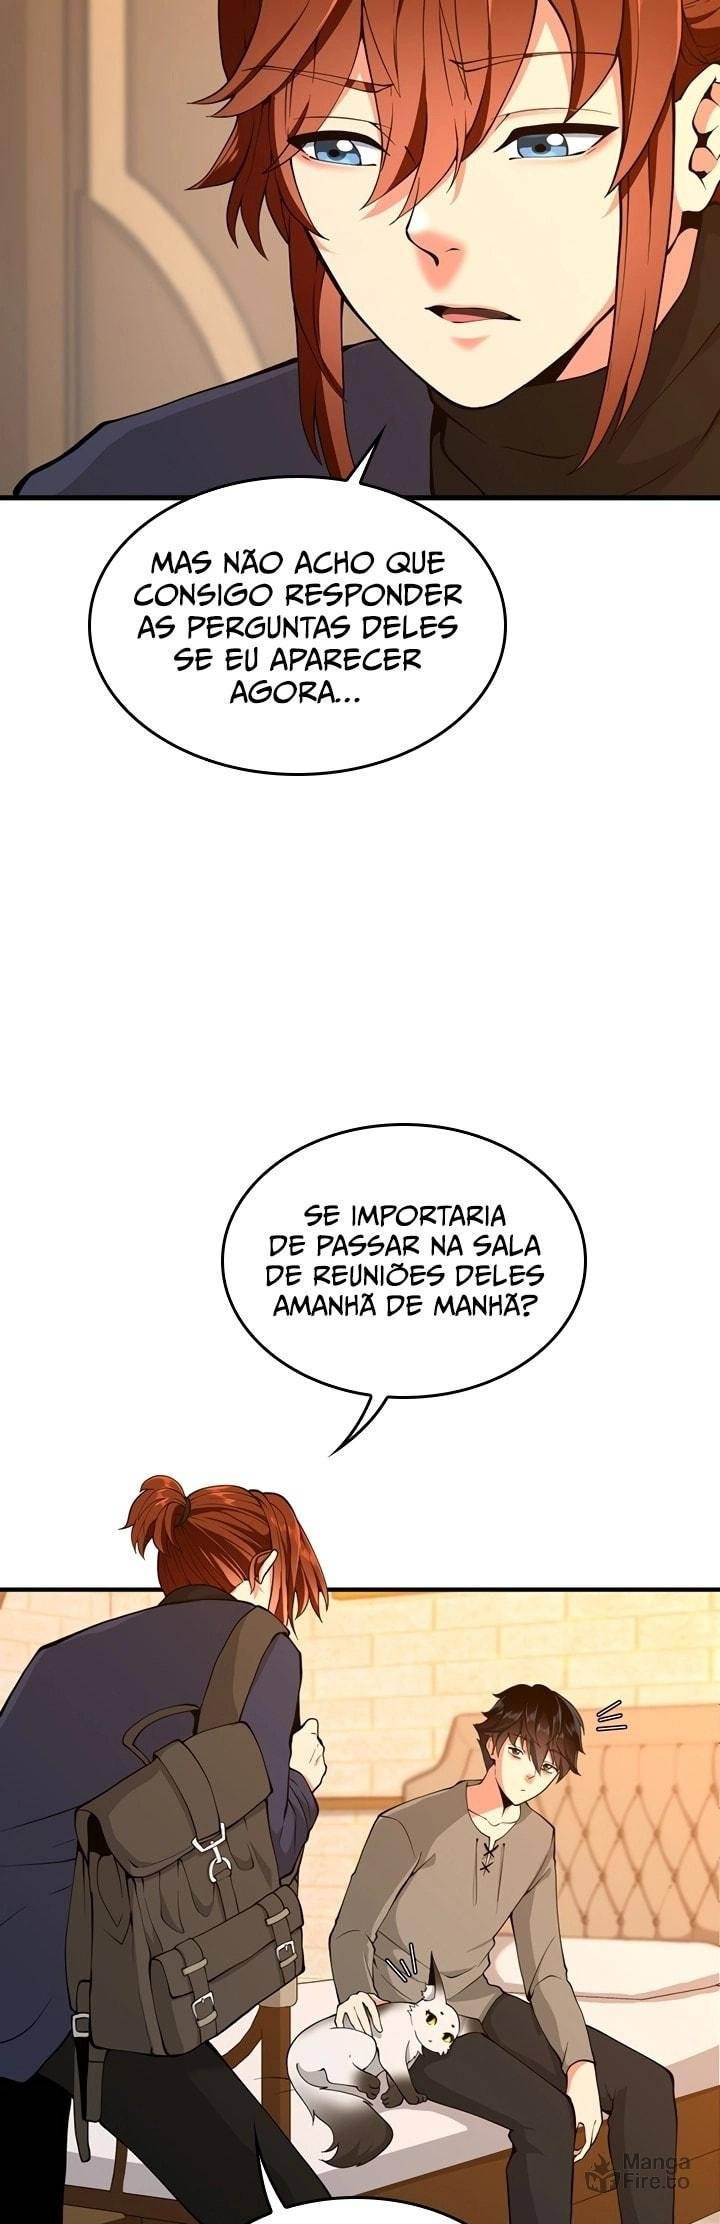 MAS NÃO ACHO QUE
CONSIGO RESPONDER
AS PERGUNTAS DELES
SE EU APARECER
AGORA...
SE IMPORTARIA
DE PASSAR NA SALA
DE REUNIÕES DELES
AMANHÃ DE MANHÃ?
Manga
Fire.to